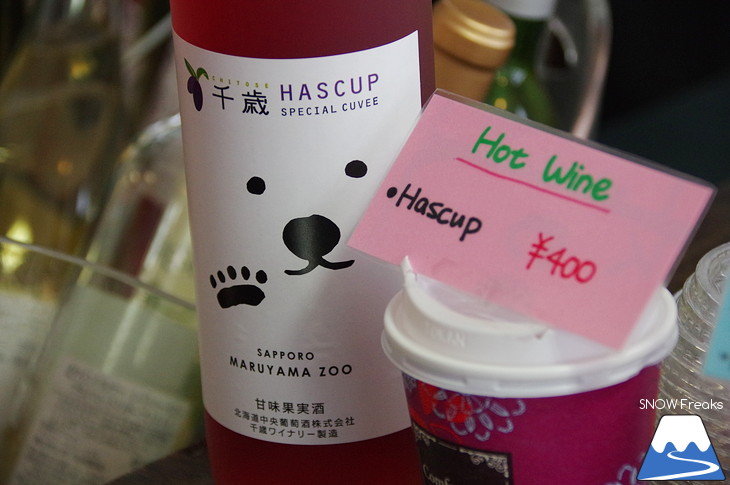 CHITOSE
千歳 HASCUP
SPECIAL CUVEE
SAPPORO
MARUYAMA ZOO
甘味果実酒
北海道中央葡萄酒株式会社
千歳ワイナリー製造
Hot Wine
•Hascup
¥400
SNOW Freaks